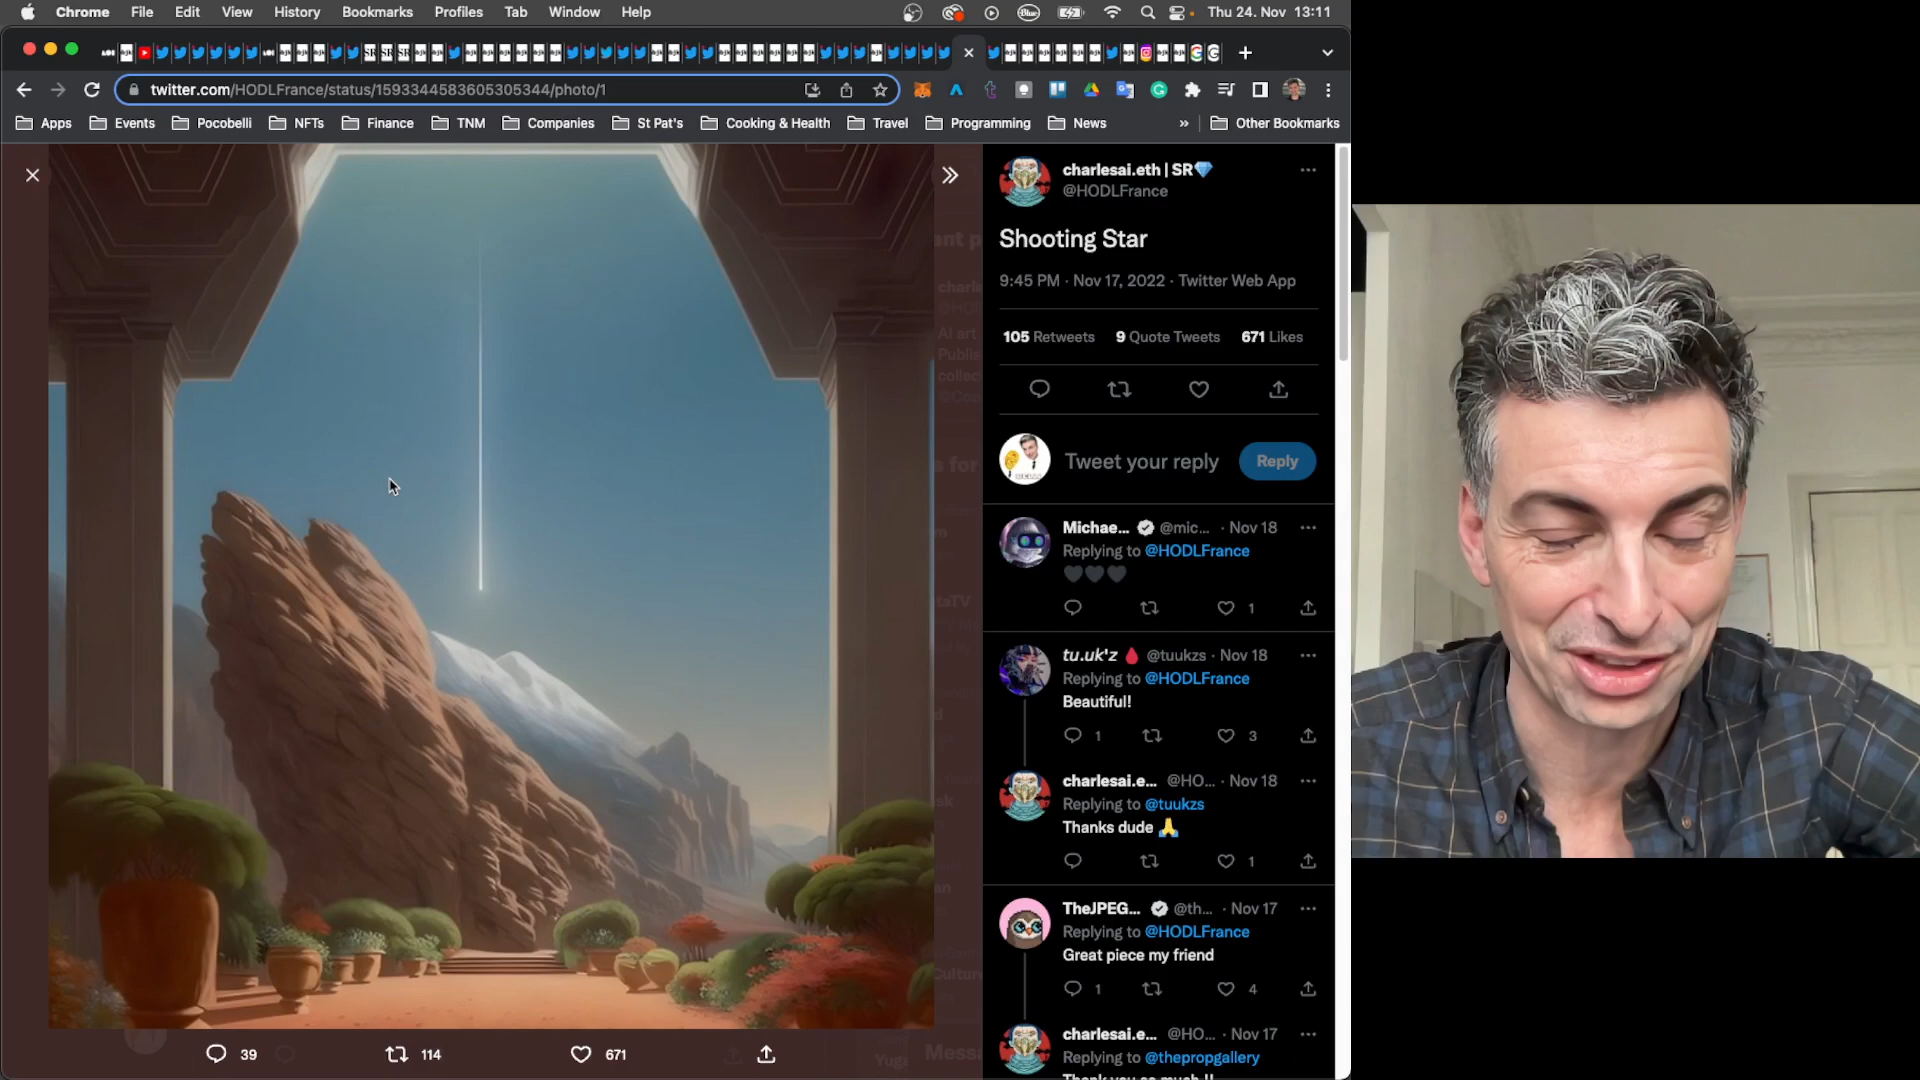 Chrome File Edit View History Bookmarks Profiles Tab Window Help Thu 24. Nov 13:11
twitter.com/HODLFrance/status/1593344583605305344/photo/1
Apps Events Pocobelli NFTs Finance TNM Companies St Pat's Cooking & Health Travel Programming News » Other Bookmarks
charlesai.eth | SR💎
@HODLFrance
Shooting Star
9:45 PM · Nov 17, 2022 · Twitter Web App
105 Retweets 9 Quote Tweets 671 Likes
Tweet your reply Reply
Michae... @mic... · Nov 18
Replying to @HODLFrance
🖤🖤🖤
1
tu.uk'z 🩸 @tuukzs · Nov 18
Replying to @HODLFrance
Beautiful!
1 3
charlesai.e... @HO... · Nov 18
Replying to @tuukzs
Thanks dude 🙏
1
TheJPEG... @th... · Nov 17
Replying to @HODLFrance
Great piece my friend
1 4
charlesai.e... @HO... · Nov 17
Replying to @thepropgallery
39 114 671